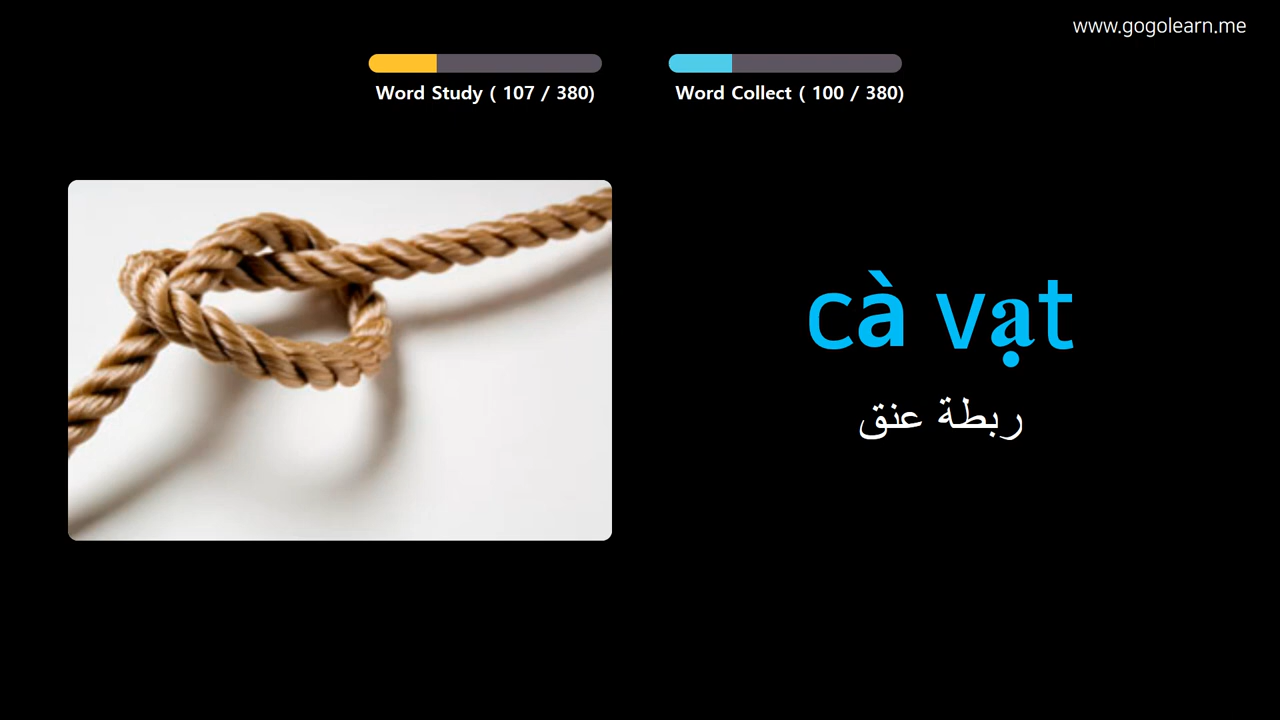 www.gogolearn.me
Word Study ( 107 / 380)
Word Collect ( 100 / 380)
cà vạt
ربطة عنق